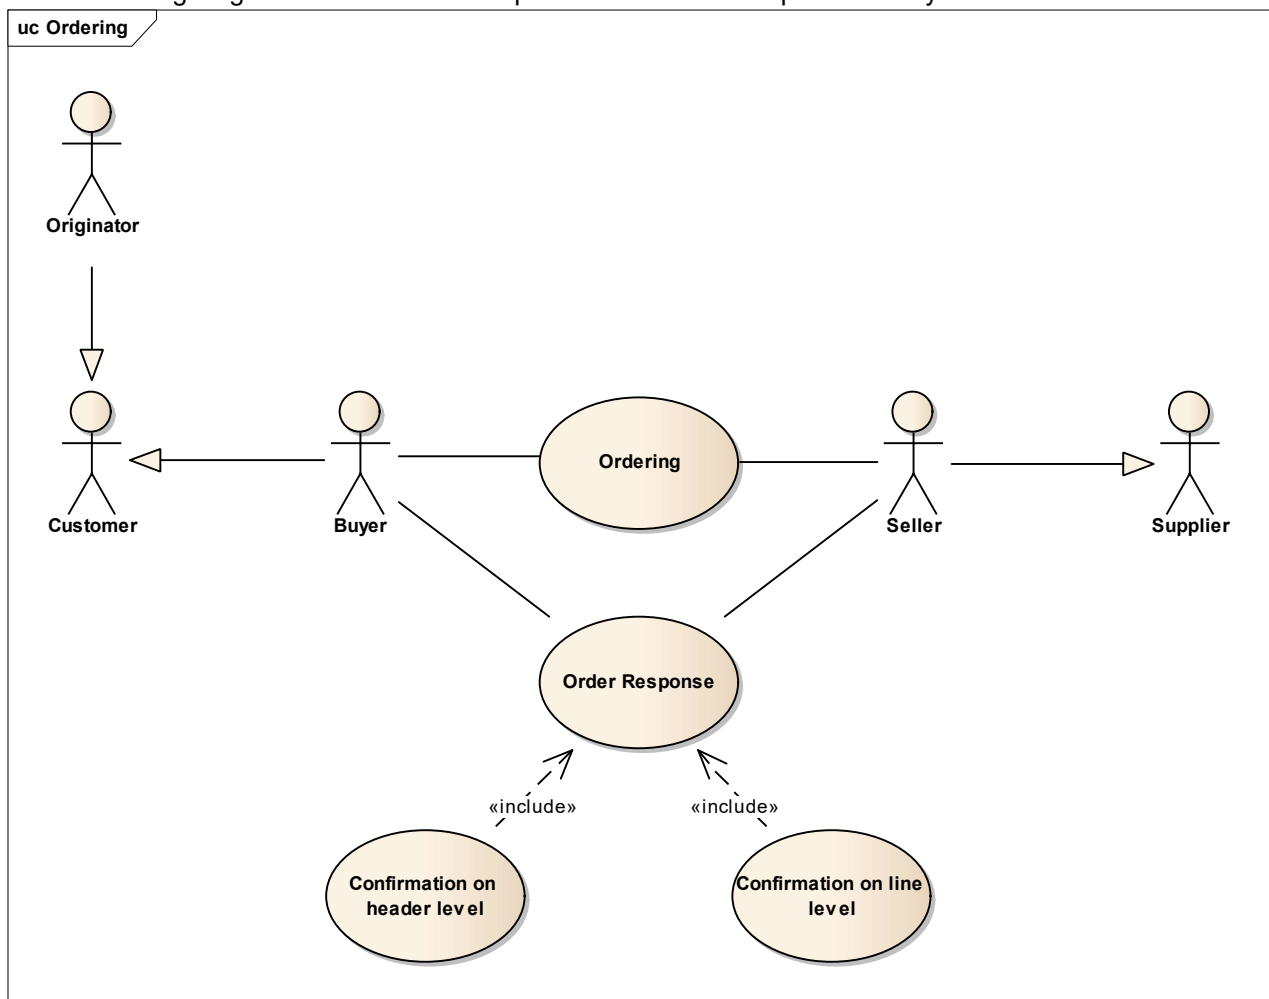 uc Ordering
Originator
Customer
Buyer
Ordering
Seller
Supplier
Order Response
«include»
«include»
Confirmation on
header level
Confirmation on line
level